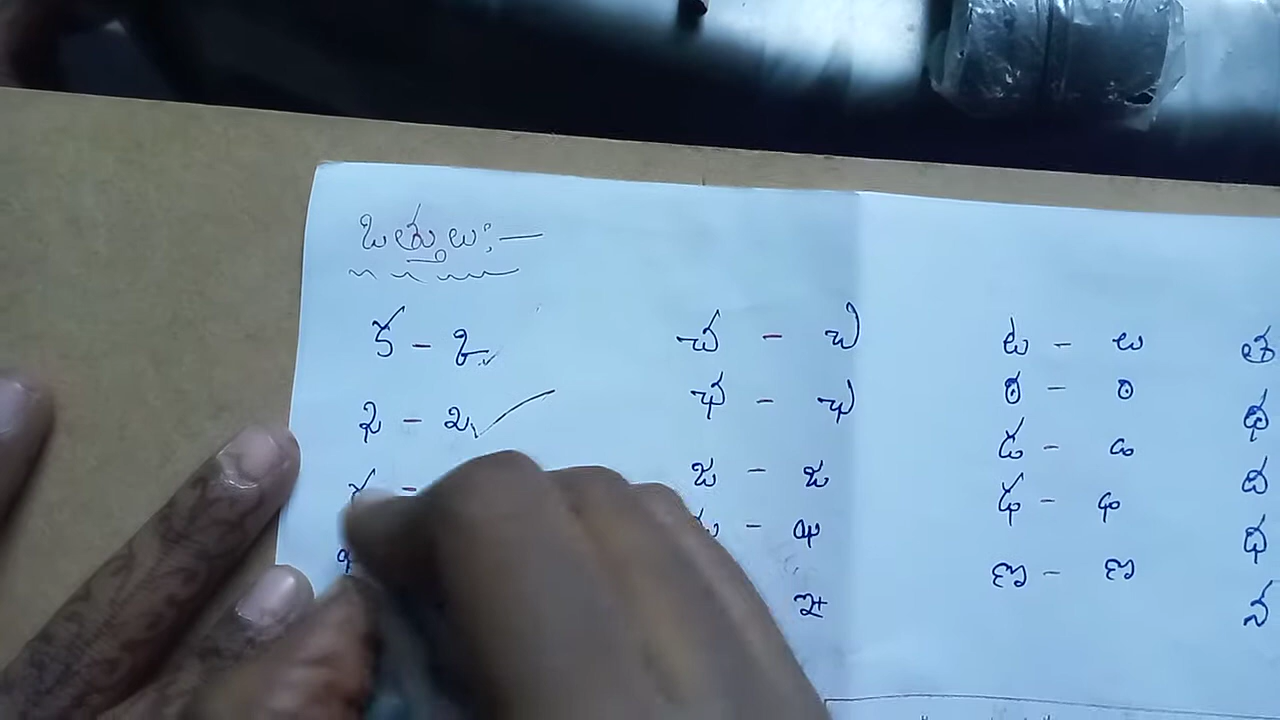 ఒత్తులు:-
క - ్క చ - ్చ ట - ్ట త
ఖ - ్ఖ ఛ - ్ఛ ఠ - ్ఠ థ
గ - జ - ్జ డ - ్డ ద
- ్ఝ ఢ - ్ఢ ధ
్ఞ ణ - ్ణ న